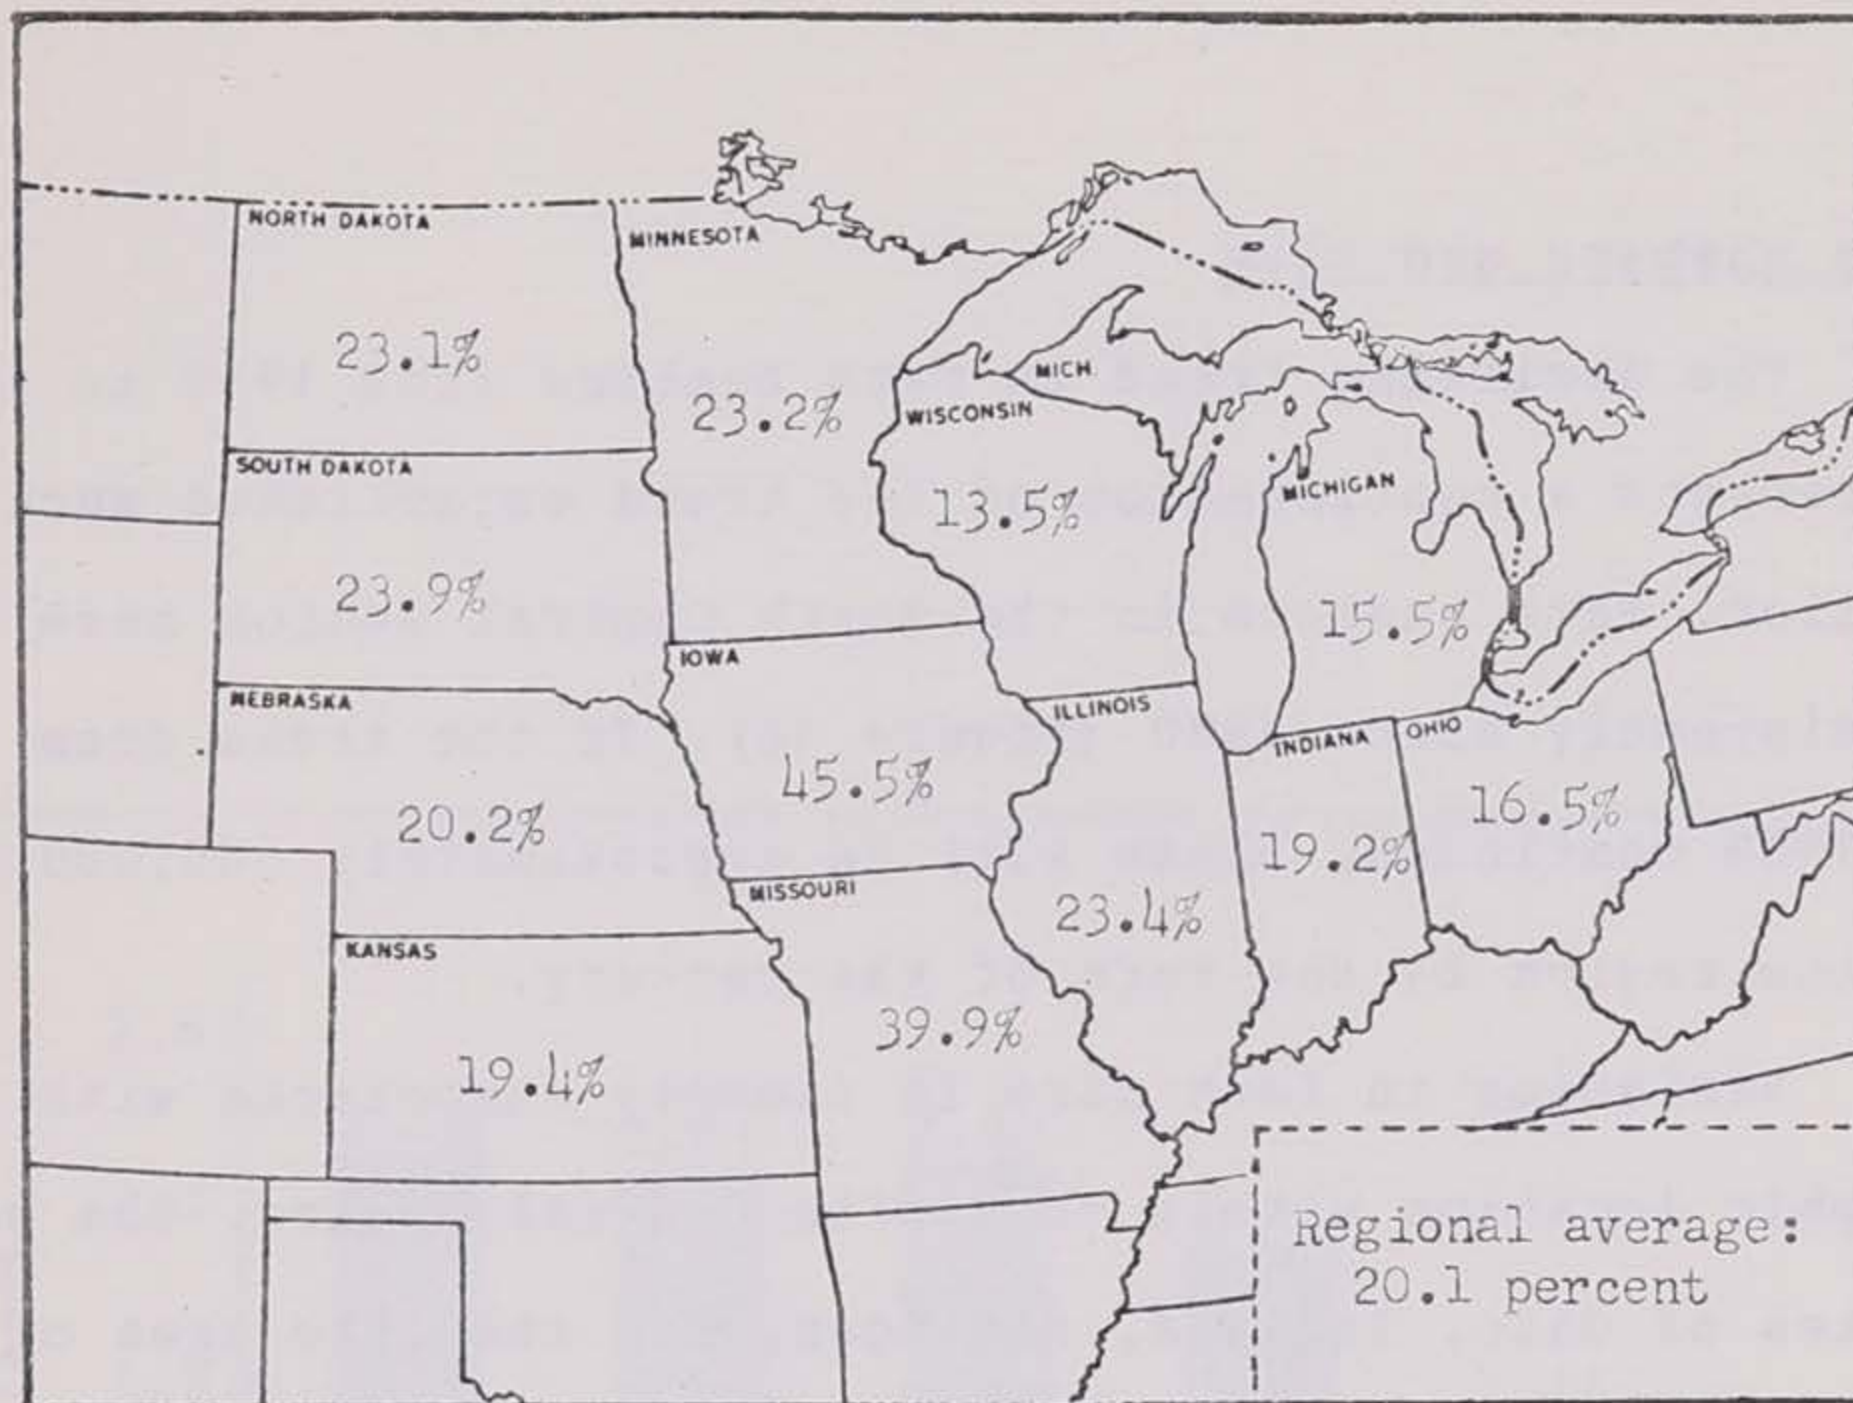 NORTH DAKOTA
23.1%
MINNESOTA
23.2%
MICH.
WISCONSIN
13.5%
SOUTH DAKOTA
23.9%
MICHIGAN
15.5%
NEBRASKA
20.2%
IOWA
45.5%
ILLINOIS
23.4%
INDIANA
19.2%
OHIO
16.5%
KANSAS
19.4%
MISSOURI
39.9%
Regional average:
20.1 percent